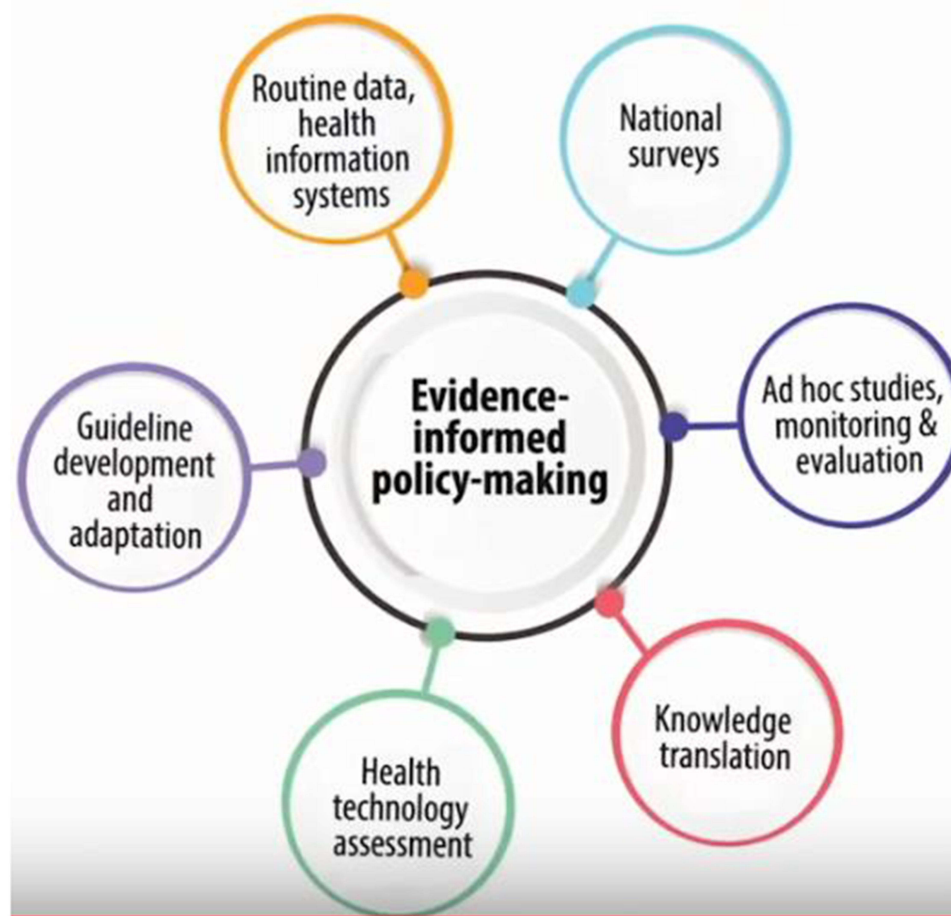 Routine data,
health
information
systems
National
surveys
Evidence-
informed
policy-making
Ad hoc studies,
monitoring &
evaluation
Guideline
development
and
adaptation
Knowledge
translation
Health
technology
assessment